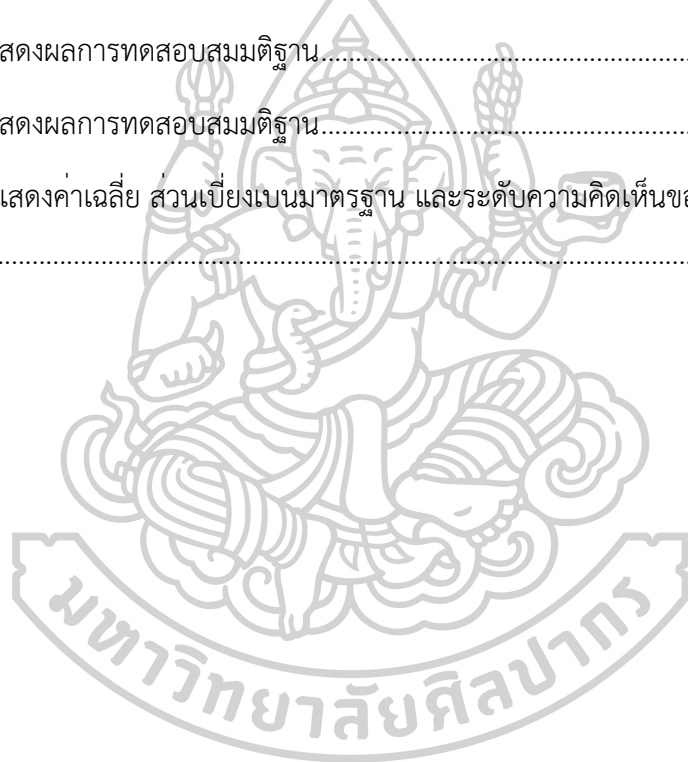 สดงผลการทดสอบสมมติฐาน................................................................
สดงผลการทดสอบสมมติฐาน................................................................
แสดงค่าเฉลี่ย ส่วนเบี่ยงเบนมาตรฐาน และระดับความคิดเห็นขอ
................................................................................................
มหาวิทยาลัยศิลปากร